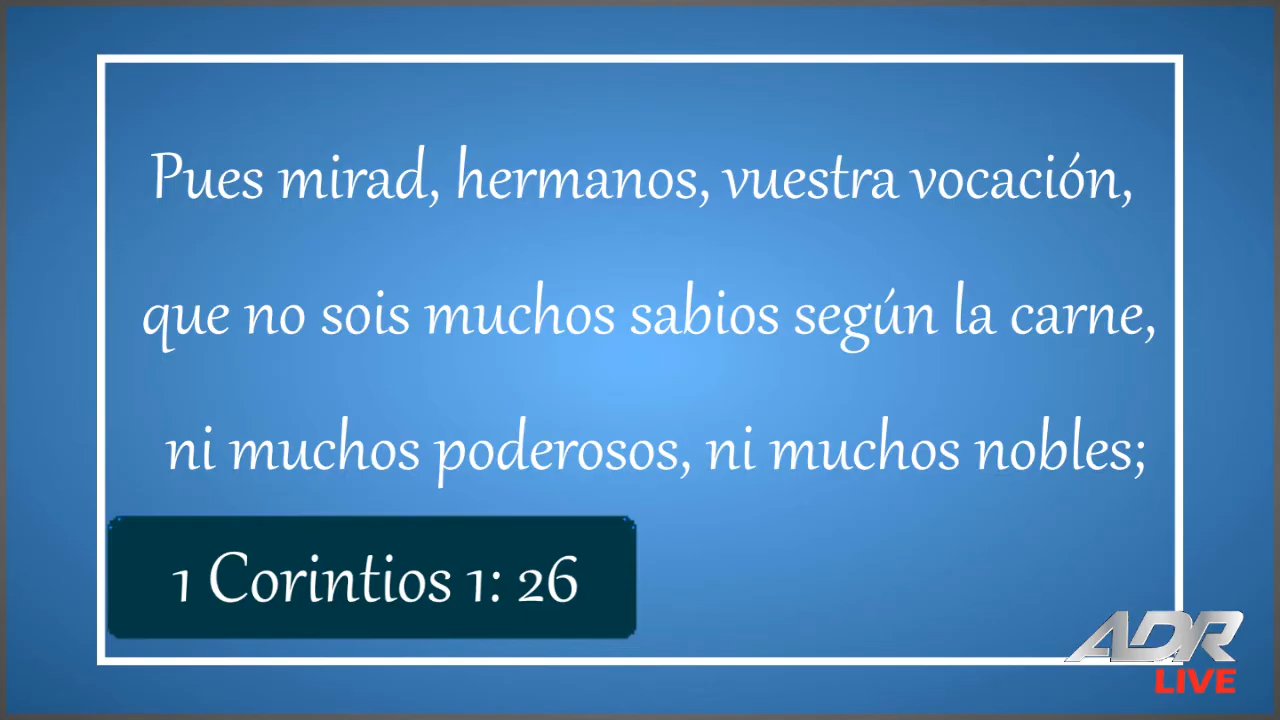 Pues mirad, hermanos, vuestra vocación,
que no sois muchos sabios según la carne,
ni muchos poderosos, ni muchos nobles;
1 Corintios 1: 26
ADR
LIVE